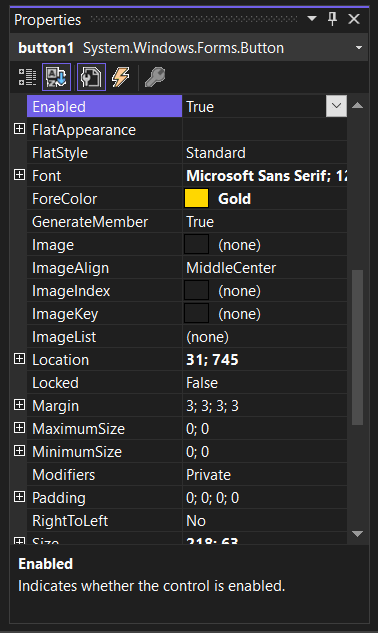 Properties
button1 System.Windows.Forms.Button
Enabled True
FlatAppearance
FlatStyle Standard
Font Microsoft Sans Serif; 12
ForeColor Gold
GenerateMember True
Image (none)
ImageAlign MiddleCenter
ImageIndex (none)
ImageKey (none)
ImageList (none)
Location 31; 745
Locked False
Margin 3; 3; 3; 3
MaximumSize 0; 0
MinimumSize 0; 0
Modifiers Private
Padding 0; 0; 0; 0
RightToLeft No
Size 218; 63
Enabled
Indicates whether the control is enabled.